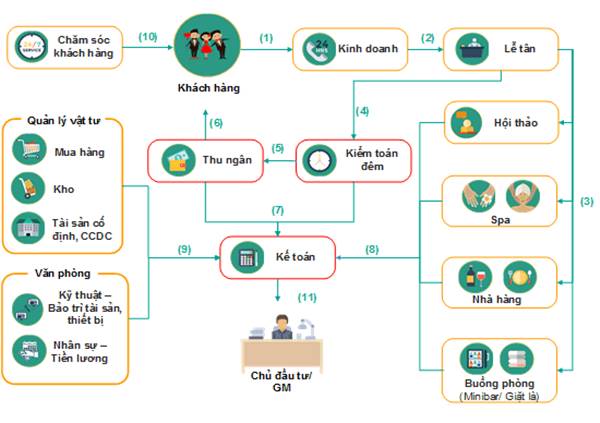 24/7
SERVICE
Chăm sóc
khách hàng
(10)
Khách hàng
(1)
24
HRS
Kinh doanh
(2)
Lễ tân
Quản lý vật tư
Mua hàng
Kho
Tài sản cố
định, CCDC
(6)
(4)
Hội thảo
Thu ngân
(5)
Kiểm toán
đêm
Spa
(3)
(7)
(9)
Kế toán
(8)
Nhà hàng
Văn phòng
Kỹ thuật –
Bảo trì tài sản,
thiết bị
Nhân sự –
Tiền lương
(11)
Chủ đầu tư/
GM
Buồng phòng
(Minibar/ Giặt là)